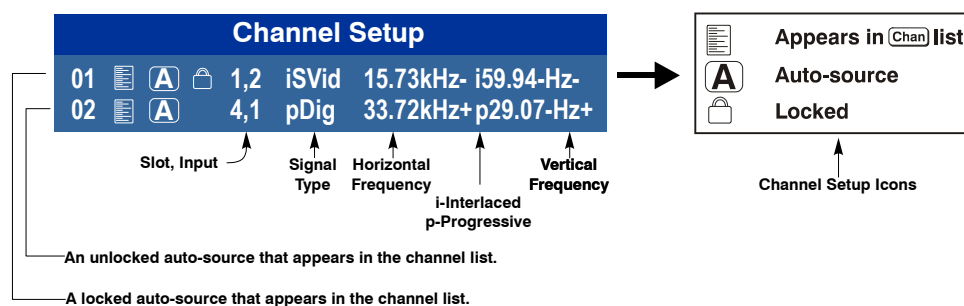 Channel Setup
01 A 1,2 iSVid 15.73kHz- i59.94-Hz-
02 A 4,1 pDig 33.72kHz+ p29.07-Hz+
Slot, Input
Signal Type
Horizontal Frequency
i-Interlaced
p-Progressive
Vertical Frequency
An unlocked auto-source that appears in the channel list.
A locked auto-source that appears in the channel list.
Appears in Chan list
A Auto-source
Locked
Channel Setup Icons